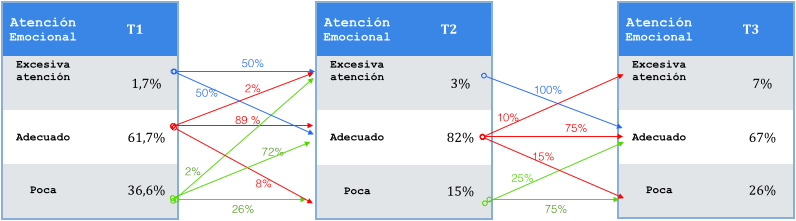 Atención
Emocional T1
Excesiva
atención 1,7%
Adecuado 61,7%
Poca 36,6%
50%
50%
2%
89 %
72%
2%
8%
26%
Atención
Emocional T2
Excesiva
atención 3%
Adecuado 82%
Poca 15%
100%
10%
75%
15%
25%
75%
Atención
Emocional T3
Excesiva
atención 7%
Adecuado 67%
Poca 26%